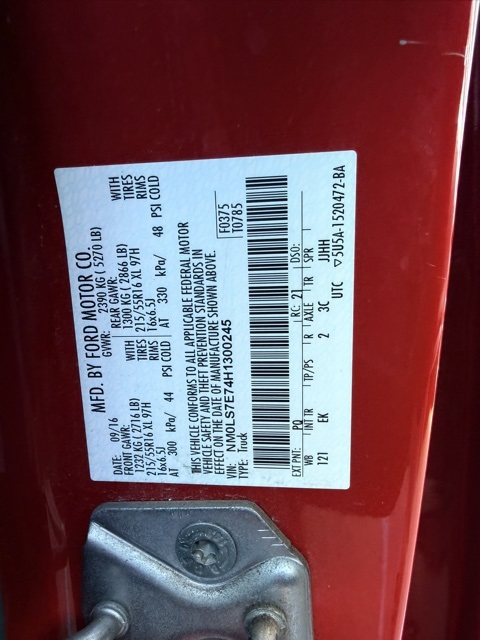 MFD. BY FORD MOTOR CO.
DATE: 09/16 GVWR: 2390 KG ( 5270 LB)
FRONT GAWR: REAR GAWR:
1232 KG (2716 LB) WITH 1300 KG (2866 LB) WITH
215/55R16 XL 97H TIRES 215/55R16 XL 97H TIRES
16x6.5J RIMS 16x6.5J RIMS
AT 300 kPa/ 44 PSI COLD AT 330 kPa/ 48 PSI COLD
THIS VEHICLE CONFORMS TO ALL APPLICABLE FEDERAL MOTOR
VEHICLE SAFETY AND THEFT PREVENTION STANDARDS IN
EFFECT ON THE DATE OF MANUFACTURE SHOWN ABOVE.
VIN: NM0LS7E74H1300245 F0375
TYPE: Truck T0785
EXT PNT: PQ RC: 21 DSO:
WB INT TR TP/PS R AXLE TR SPR
121 EK 2 3C JJHH
UTC ▽5U5A-1520472-BA